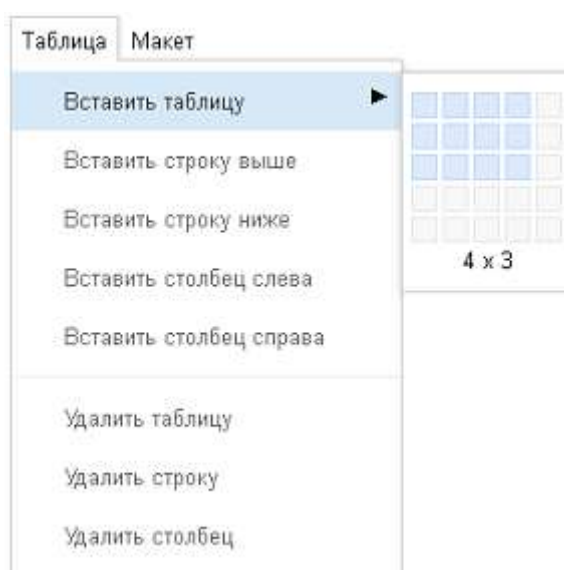 Таблица Макет
Вставить таблицу
Вставить строку выше
Вставить строку ниже
4 x 3
Вставить столбец слева
Вставить столбец справа
Удалить таблицу
Удалить строку
Удалить столбец